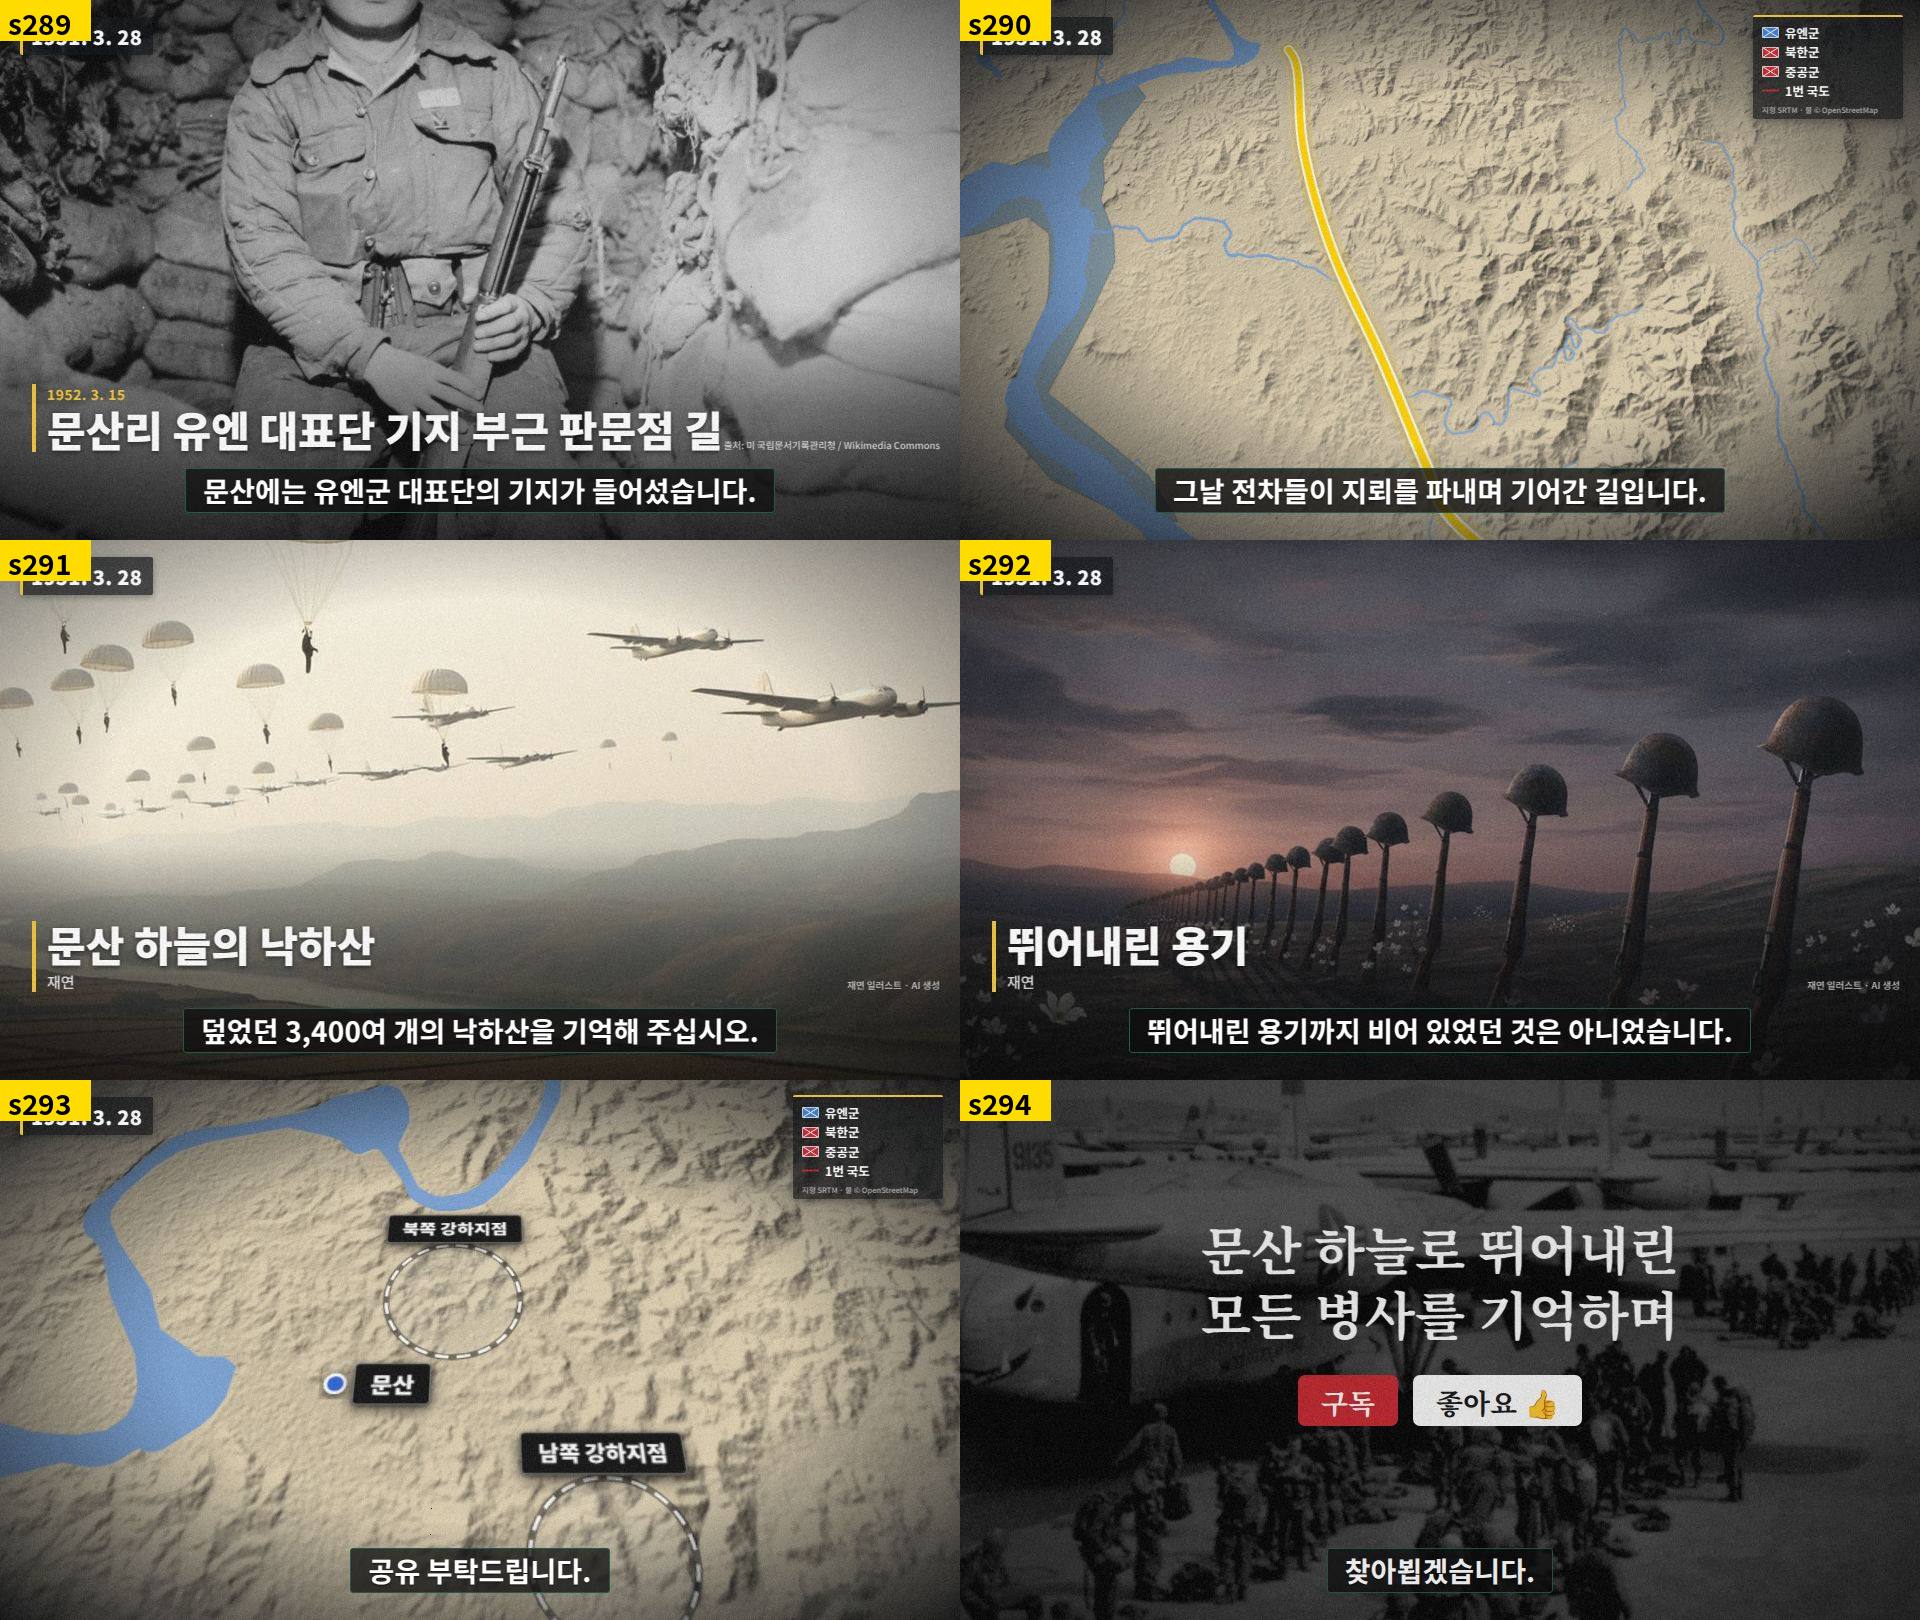 s289
3. 28
1952. 3. 15
문산리 유엔 대표단 기지 부근 판문점 길
출처: 미 국립문서기록관리청 / Wikimedia Commons
문산에는 유엔군 대표단의 기지가 들어섰습니다.
s290
3. 28
유엔군
북한군
중공군
1번 국도
지형 SRTM · 물 © OpenStreetMap
그날 전차들이 지뢰를 파내며 기어간 길입니다.
s291
3. 28
문산 하늘의 낙하산
재연
재연 일러스트 · AI 생성
덮었던 3,400여 개의 낙하산을 기억해 주십시오.
s292
3. 28
뛰어내린 용기
재연
재연 일러스트 · AI 생성
뛰어내린 용기까지 비어 있었던 것은 아니었습니다.
s293
3. 28
유엔군
북한군
중공군
1번 국도
지형 SRTM · 물 © OpenStreetMap
북쪽 강하지점
문산
남쪽 강하지점
공유 부탁드립니다.
s294
9135
문산 하늘로 뛰어내린
모든 병사를 기억하며
구독
좋아요 👍
찾아뵙겠습니다.